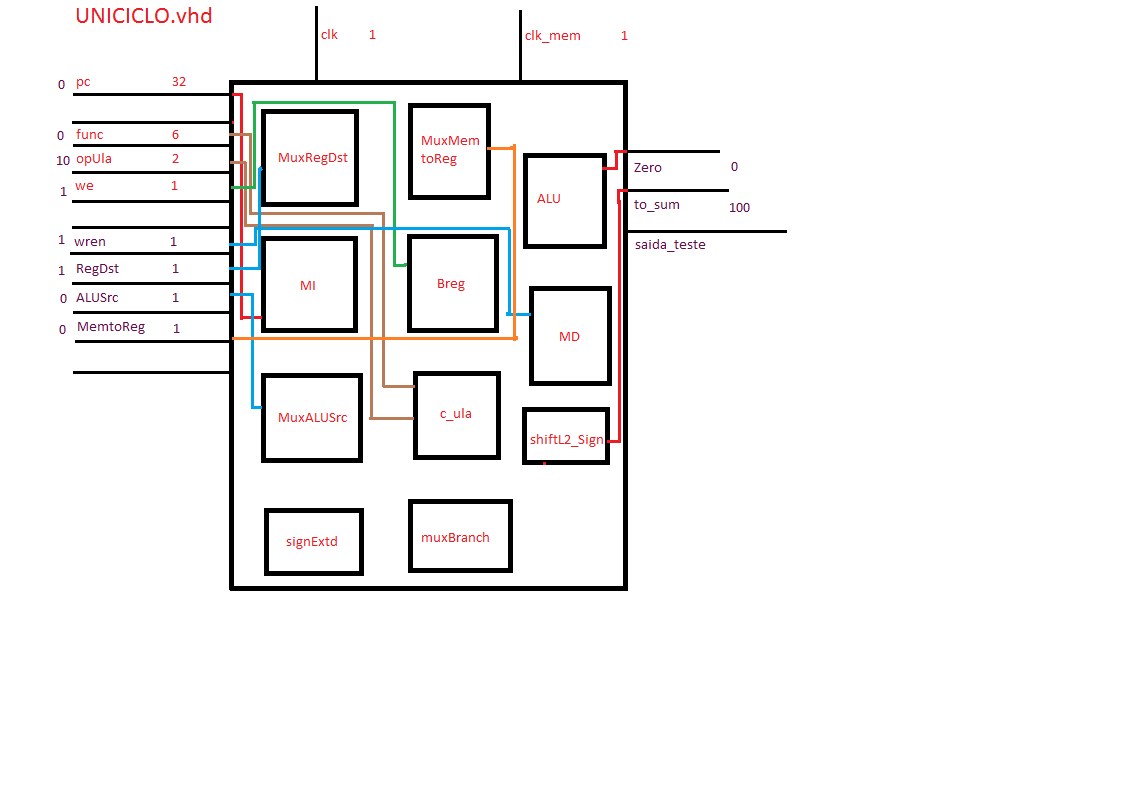 UNICICLO.vhd
clk 1
clk_mem 1
0 pc 32
0 func 6
10 opUla 2
1 we 1
1 wren 1
1 RegDst 1
0 ALUSrc 1
0 MemtoReg 1
MuxRegDst
MuxMem
toReg
ALU
MI
Breg
MD
MuxALUSrc
c_ula
shiftL2_Sign
signExtd
muxBranch
Zero 0
to_sum 100
saida_teste